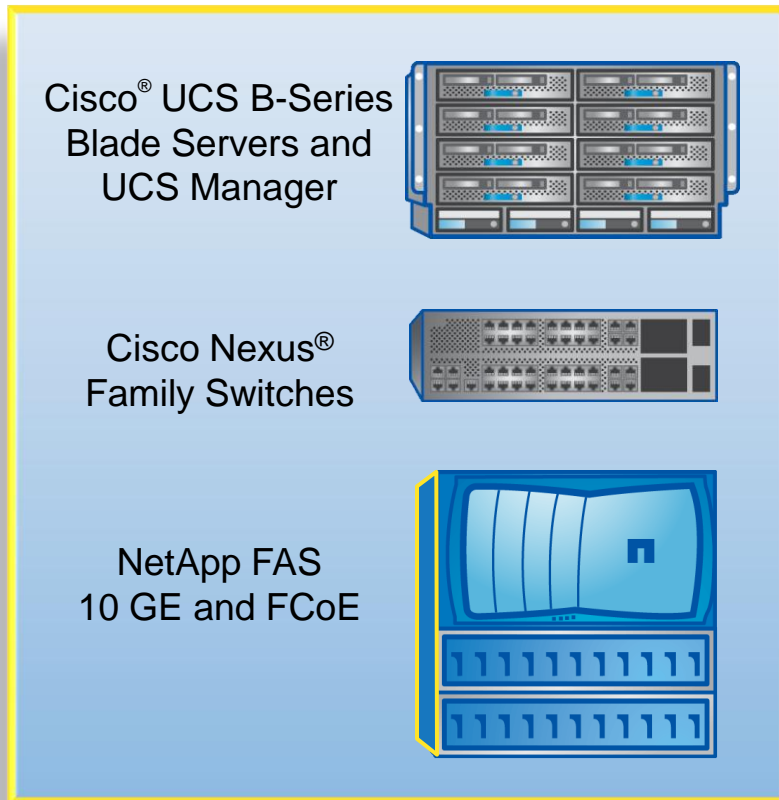 Cisco® UCS B-Series
Blade Servers and
UCS Manager
Cisco Nexus®
Family Switches
NetApp FAS
10 GE and FCoE